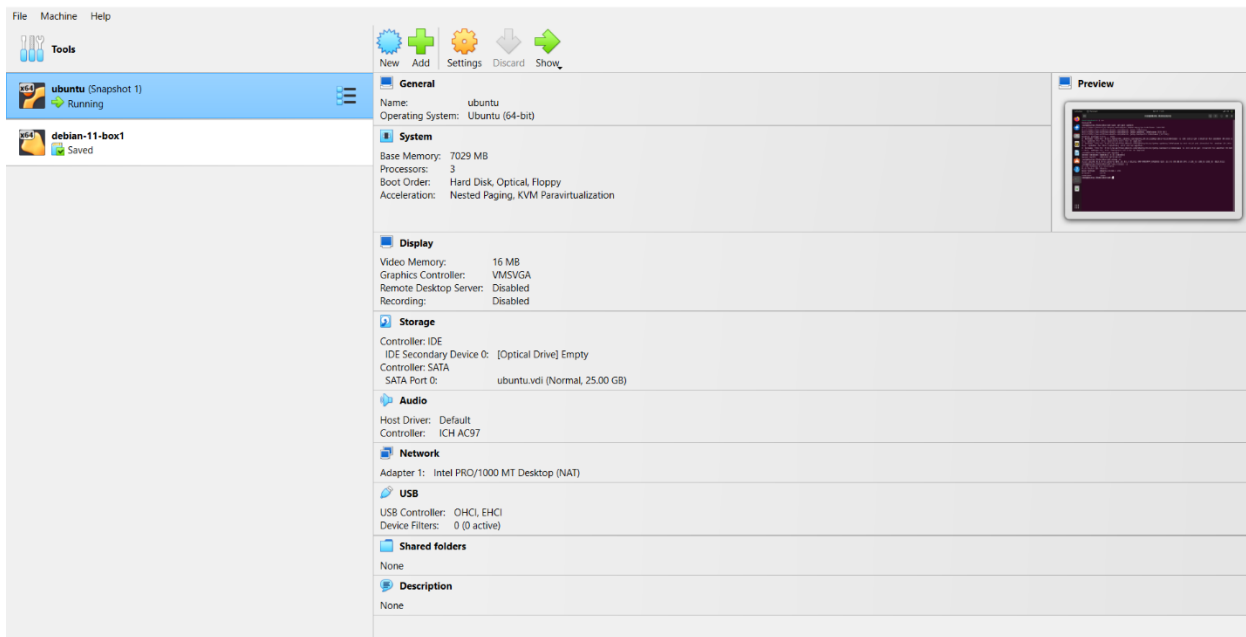 File Machine Help
Tools
New Add Settings Discard Show
x64
ubuntu (Snapshot 1)
Running
x64
debian-11-box1
Saved
General
Name: ubuntu
Operating System: Ubuntu (64-bit)
Preview
System
Base Memory: 7029 MB
Processors: 3
Boot Order: Hard Disk, Optical, Floppy
Acceleration: Nested Paging, KVM Paravirtualization
Display
Video Memory: 16 MB
Graphics Controller: VMSVGA
Remote Desktop Server: Disabled
Recording: Disabled
Storage
Controller: IDE
IDE Secondary Device 0: [Optical Drive] Empty
Controller: SATA
SATA Port 0: ubuntu.vdi (Normal, 25.00 GB)
Audio
Host Driver: Default
Controller: ICH AC97
Network
Adapter 1: Intel PRO/1000 MT Desktop (NAT)
USB
USB Controller: OHCI, EHCI
Device Filters: 0 (0 active)
Shared folders
None
Description
None